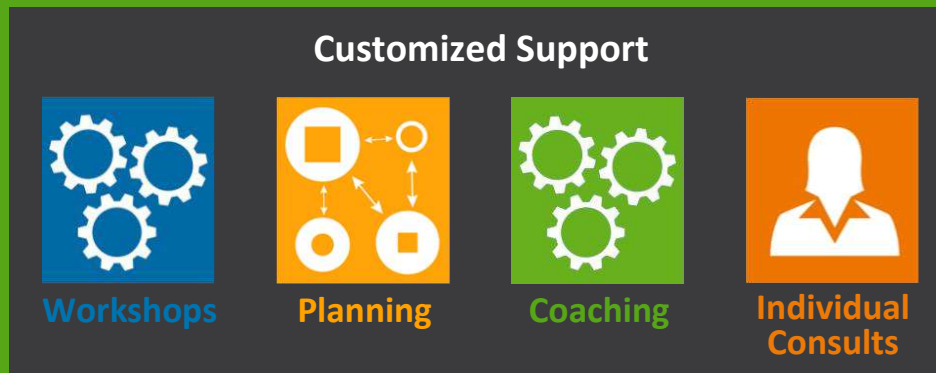 Customized Support
Workshops
Planning
Coaching
Individual
Consults